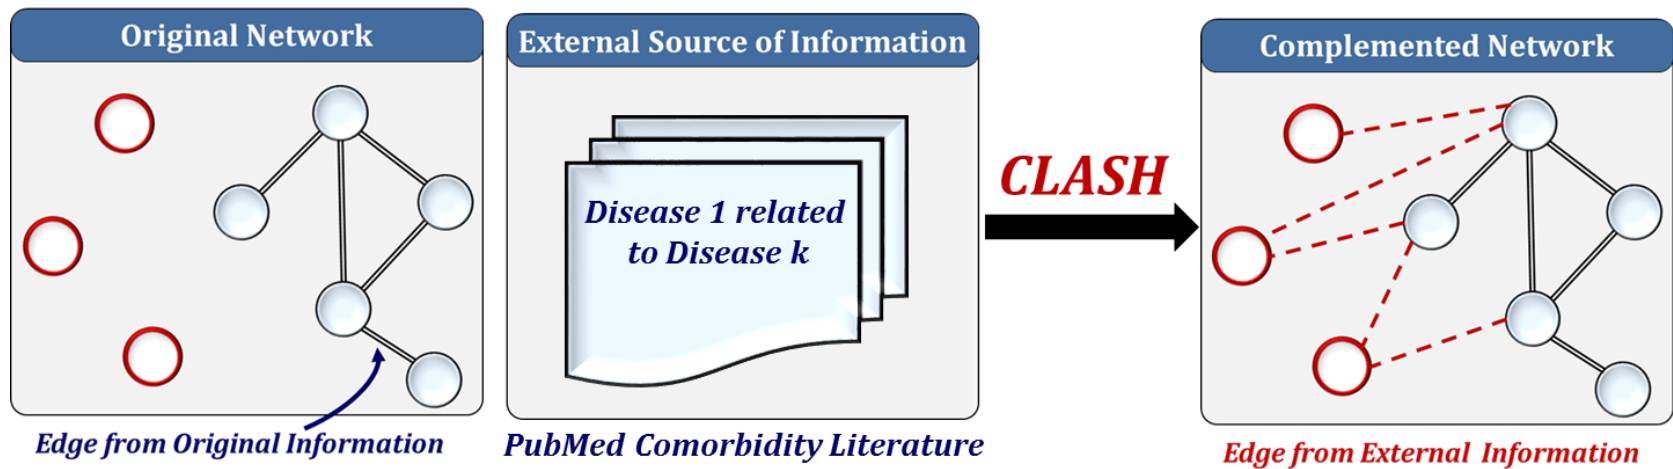 Original Network
Edge from Original Information
External Source of Information
Disease 1 related
to Disease k
PubMed Comorbidity Literature
CLASH
Complemented Network
Edge from External Information